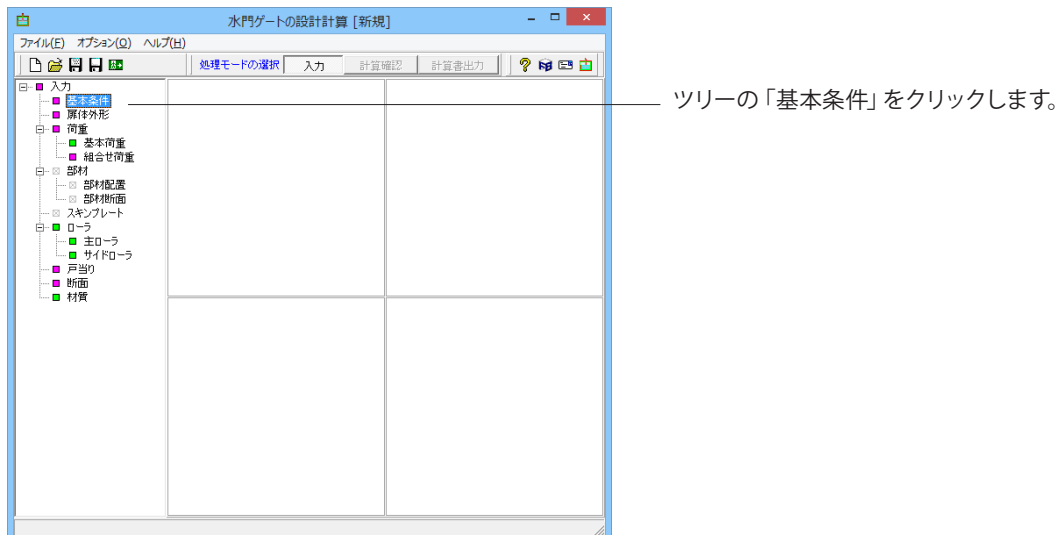 水門ゲートの設計計算 [新規]
ファイル(F) オプション(O) ヘルプ(H)
処理モードの選択 入力 計算確認 計算書出力
入力
基本条件
扉体外形
荷重
基本荷重
組合せ荷重
部材
部材配置
部材断面
スキンプレート
ローラ
主ローラ
サイドローラ
戸当り
断面
材質
ツリーの「基本条件」をクリックします。